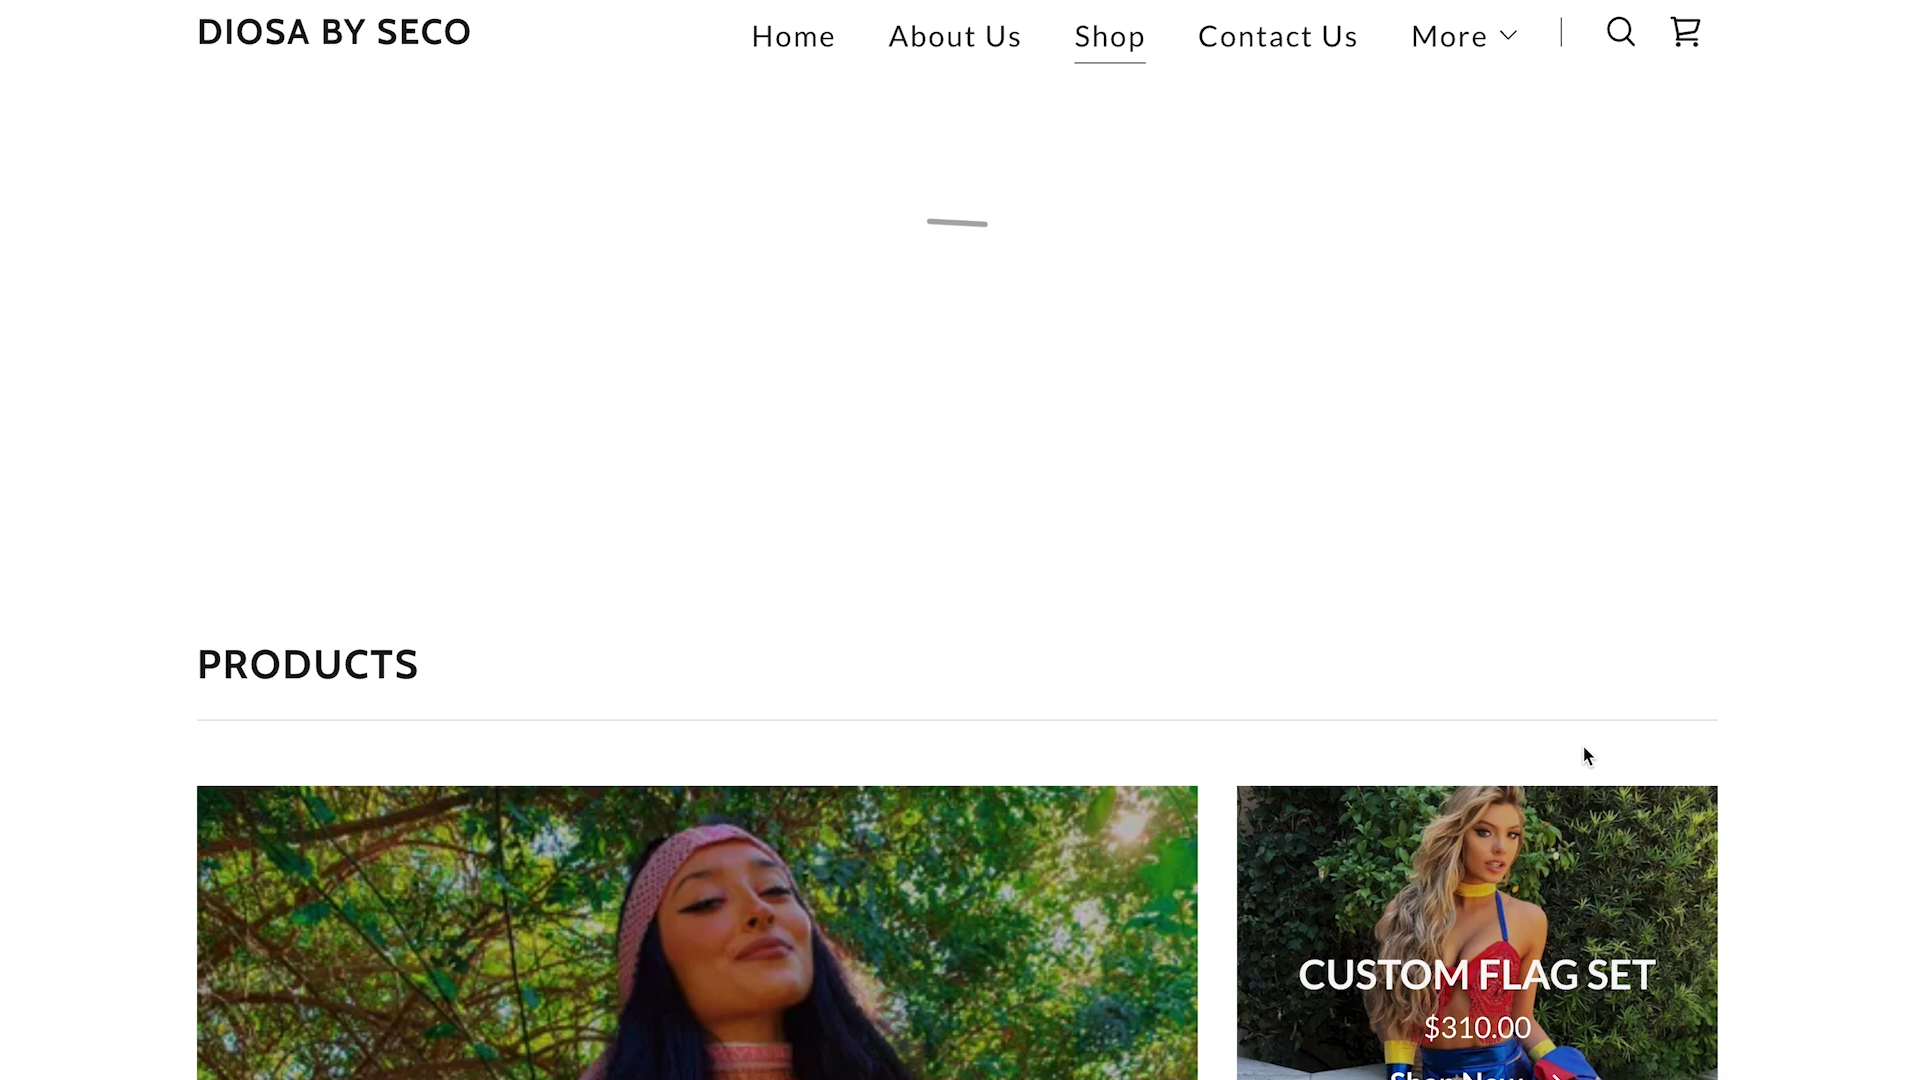 DIOSA BY SECO
Home About Us Shop Contact Us More
PRODUCTS
CUSTOM FLAG SET
$310.00
Shop Now